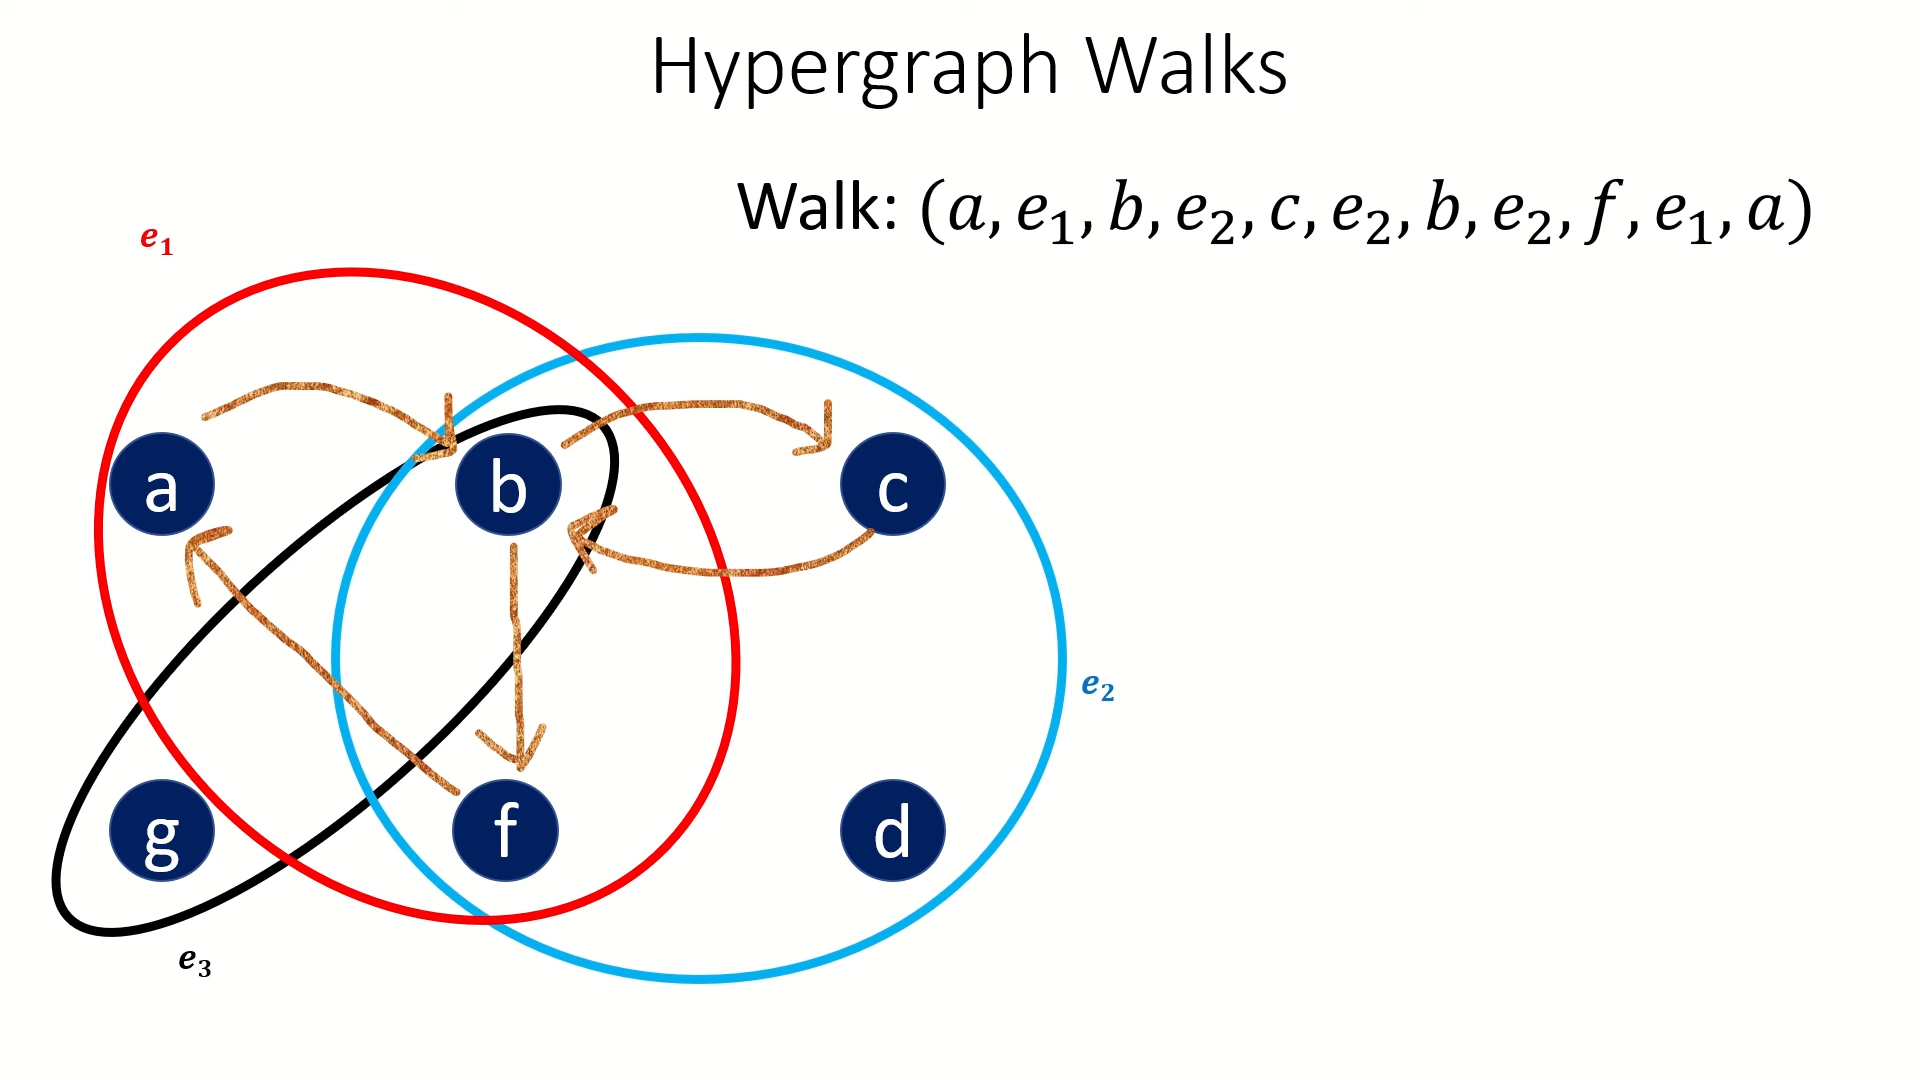 Hypergraph Walks
Walk: (a, e₁, b, e₂, c, e₂, b, e₂, f, e₁, a)
e₁
a b c
e₂
g f d
e₃